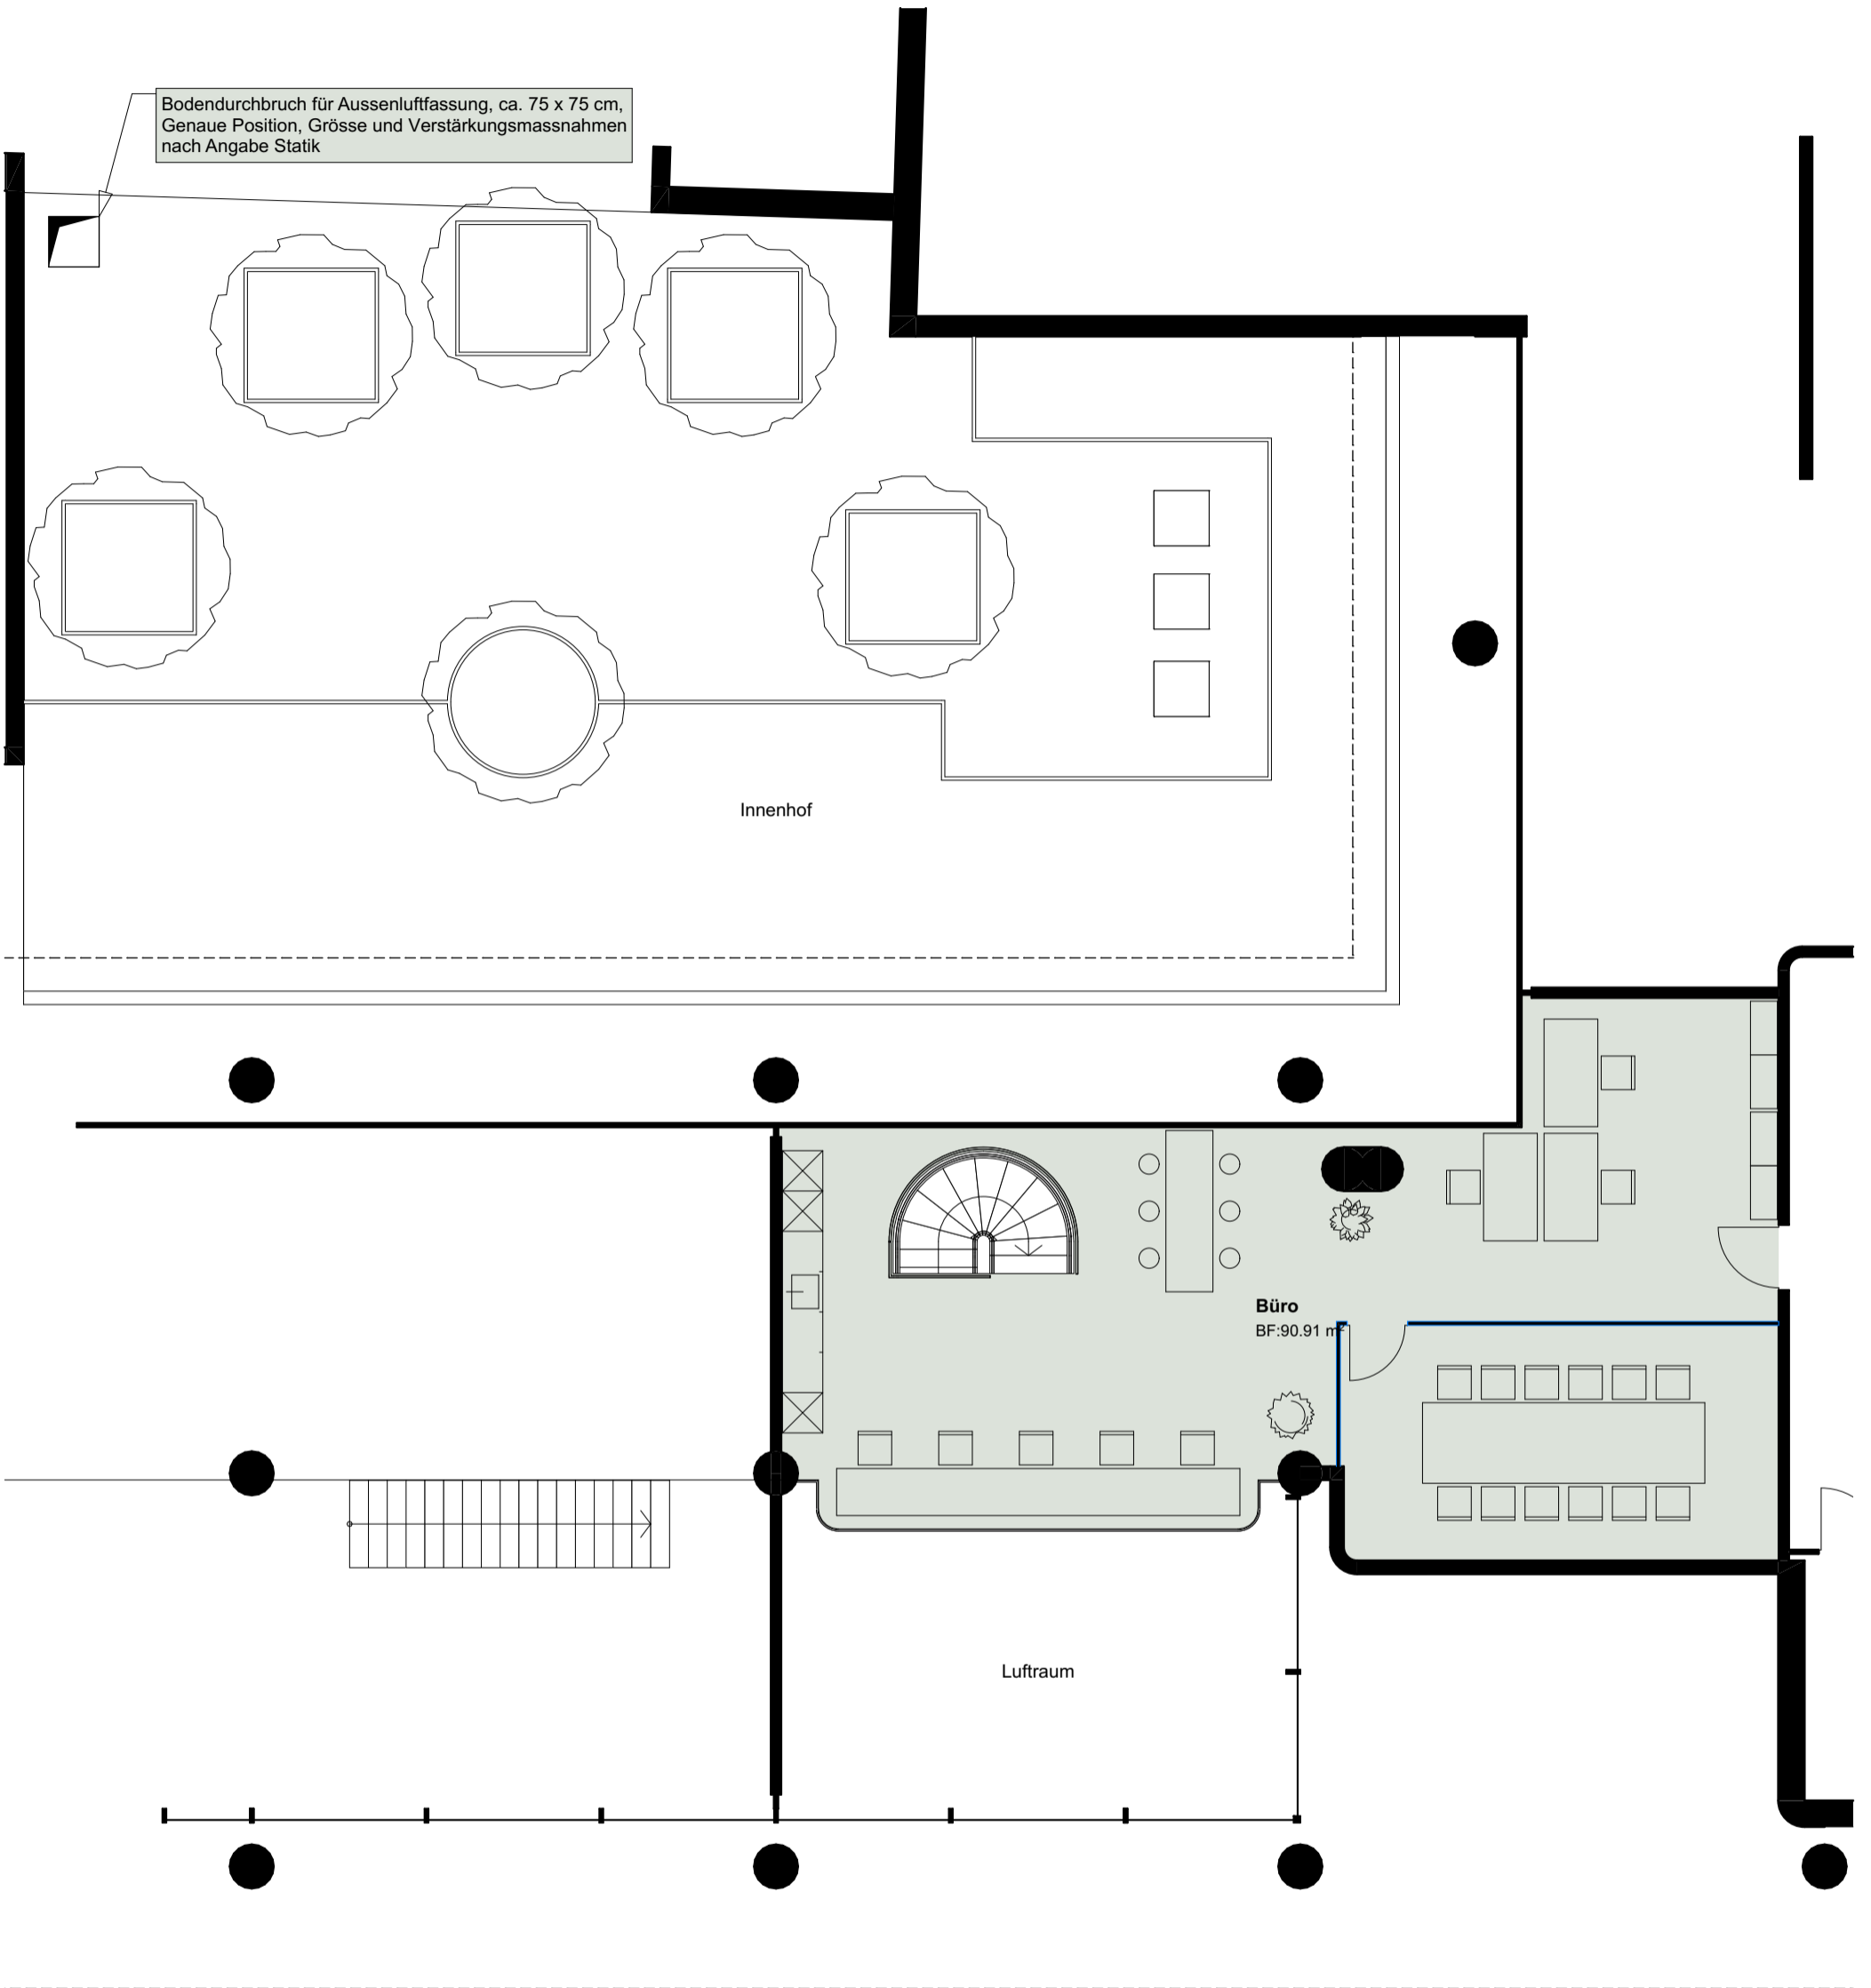 Bodendurchbruch für Aussenluftfassung, ca. 75 x 75 cm,
Genaue Position, Grösse und Verstärkungsmassnahmen
nach Angabe Statik
Innenhof
Büro
BF:90.91 m²
Luftraum